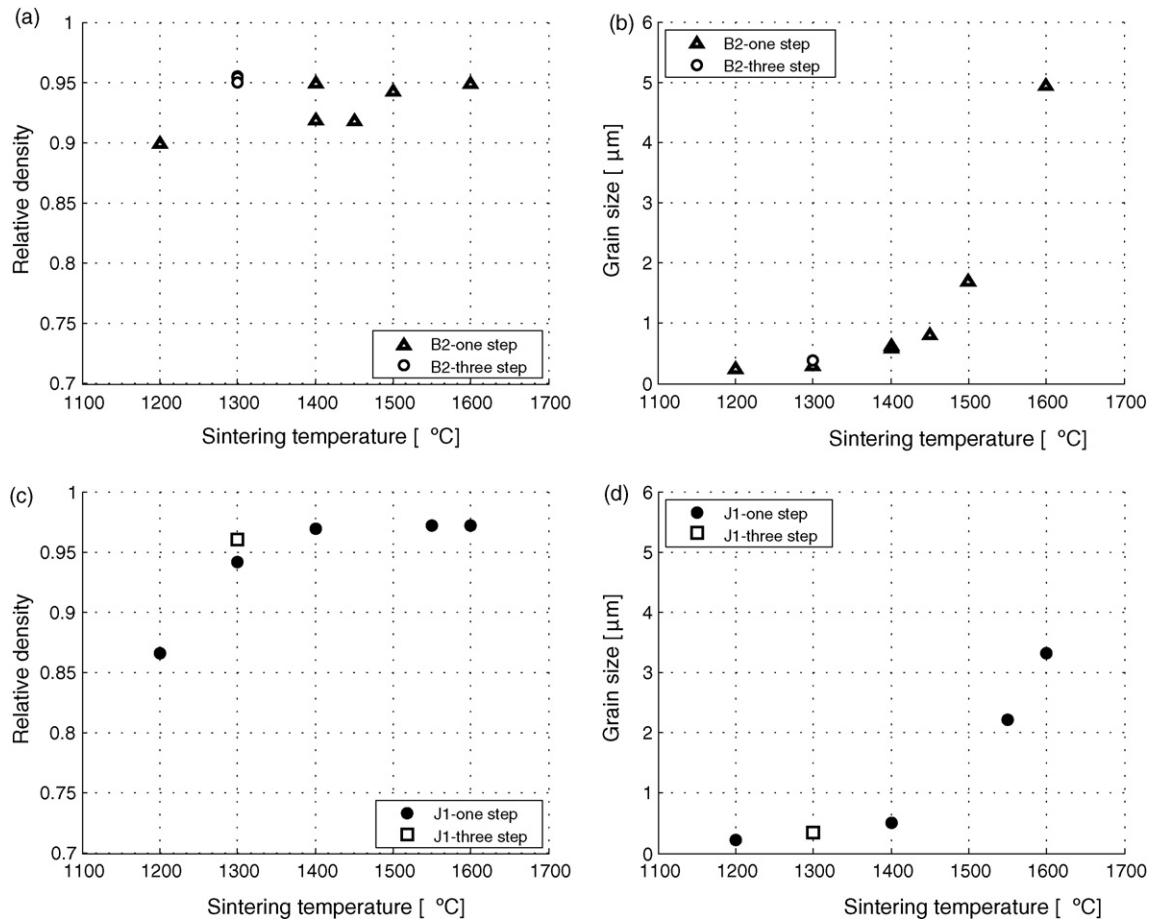 (a)
1
0.95
0.9
0.85
0.8
0.75
0.7
Relative density
B2-one step
B2-three step
1100 1200 1300 1400 1500 1600 1700
Sintering temperature [ ºC]
(b)
6
5
4
3
2
1
0
Grain size [ µm]
B2-one step
B2-three step
1100 1200 1300 1400 1500 1600 1700
Sintering temperature [ ºC]
(c)
1
0.95
0.9
0.85
0.8
0.75
0.7
Relative density
J1-one step
J1-three step
1100 1200 1300 1400 1500 1600 1700
Sintering temperature [ ºC]
(d)
6
5
4
3
2
1
0
Grain size [µm]
J1-one step
J1-three step
1100 1200 1300 1400 1500 1600 1700
Sintering temperature [ ºC]